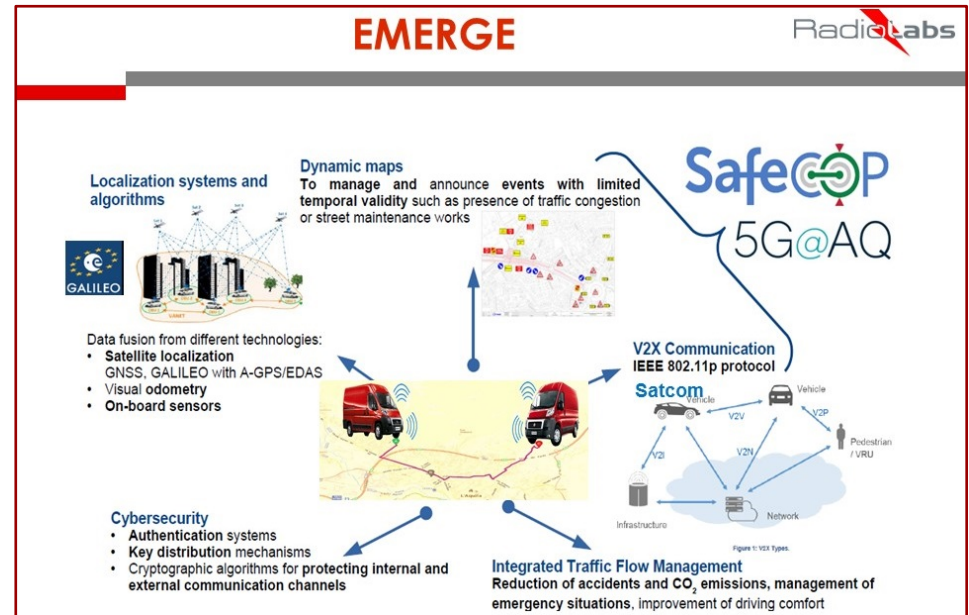 EMERGE
RadioLabs
Localization systems and
algorithms
GALILEO
VANET
Data fusion from different technologies:
• Satellite localization
GNSS, GALILEO with A-GPS/EDAS
• Visual odometry
• On-board sensors
Dynamic maps
To manage and announce events with limited
temporal validity such as presence of traffic congestion
or street maintenance works
SafeCOP
5G@AQ
V2X Communication
IEEE 802.11p protocol
Satcom
Vehicle
Vehicle
V2V
V2P
V2I
V2N
Pedestrian
/ VRU
Infrastructure
Network
Figure 1: V2X Types.
L'Aquila
Cybersecurity
• Authentication systems
• Key distribution mechanisms
• Cryptographic algorithms for protecting internal and
external communication channels
Integrated Traffic Flow Management
Reduction of accidents and CO2 emissions, management of
emergency situations, improvement of driving comfort